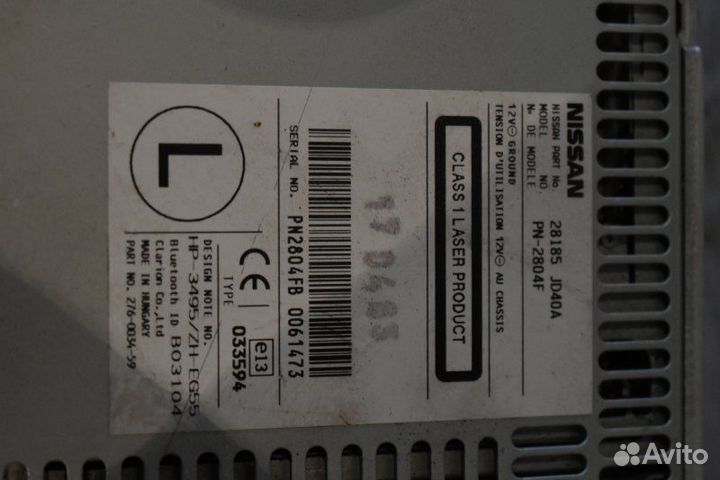 NISSAN
NISSAN PART No. 28185 JD40A
MODEL NO.
No DE MODELE PN-2804F
12V⊖ GROUND
TENSION D'UTILISATION 12V⊖ AU CHASSIS
CLASS 1 LASER PRODUCT
SERIAL NO. PN2804FB 0061473
L
CE
e13
TYPE 033594
DESIGN NOTE NO.
HP-3495/ZH-EG55
Bluetooth ID B03104
Clarion Co.,Ltd
MADE IN HUNGARY
PART NO. 276-0034-59
Avito